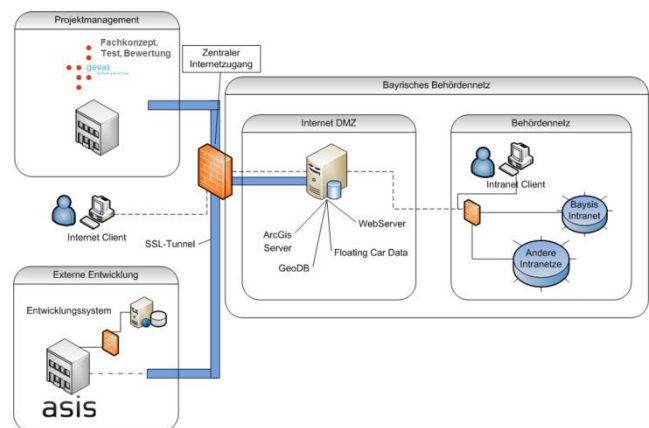 Projektmanagement
Fachkonzept,
Test, Bewertung
gevas
Zentraler
Internetzugang
Bayrisches Behördennetz
Internet DMZ
Behördennetz
Intranet Client
Internet Client
SSL-Tunnel
ArcGis
Server
WebServer
Floating Car Data
GeoDB
Baysis
Intranet
Andere
Intranetze
Externe Entwicklung
Entwicklungssystem
asis